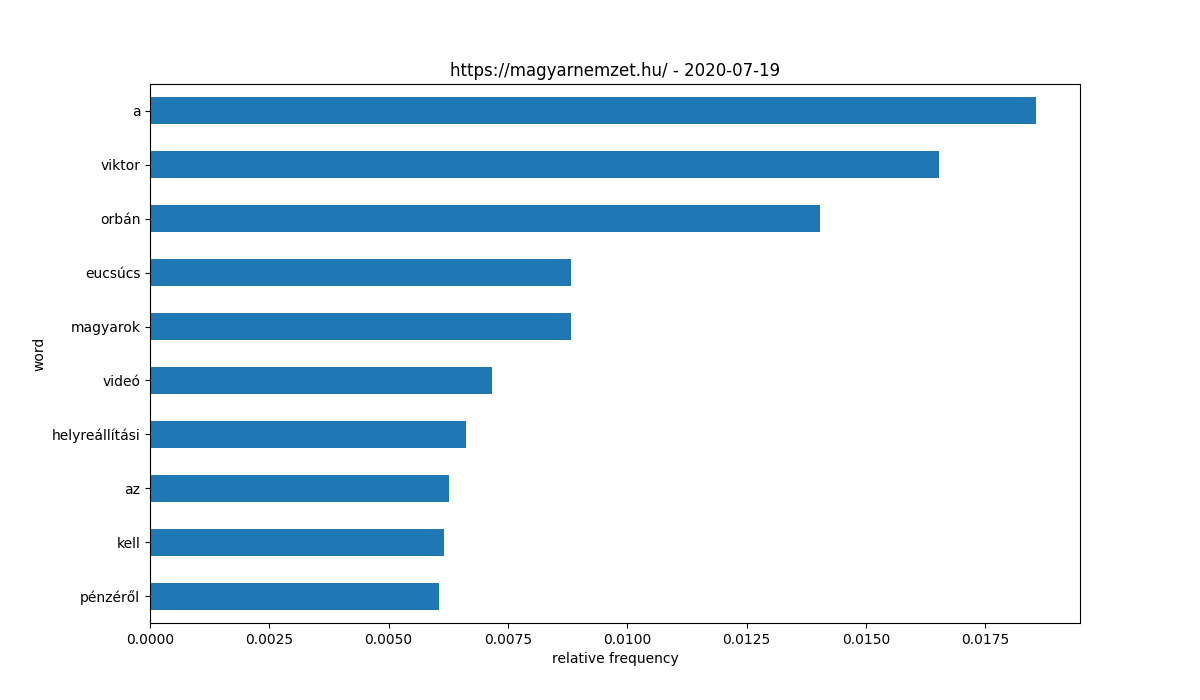 https://magyarnemzet.hu/ - 2020-07-19
a
viktor
orbán
eucsúcs
magyarok
videó
helyreállítási
az
kell
pénzéről
word
0.0000 0.0025 0.0050 0.0075 0.0100 0.0125 0.0150 0.0175
relative frequency